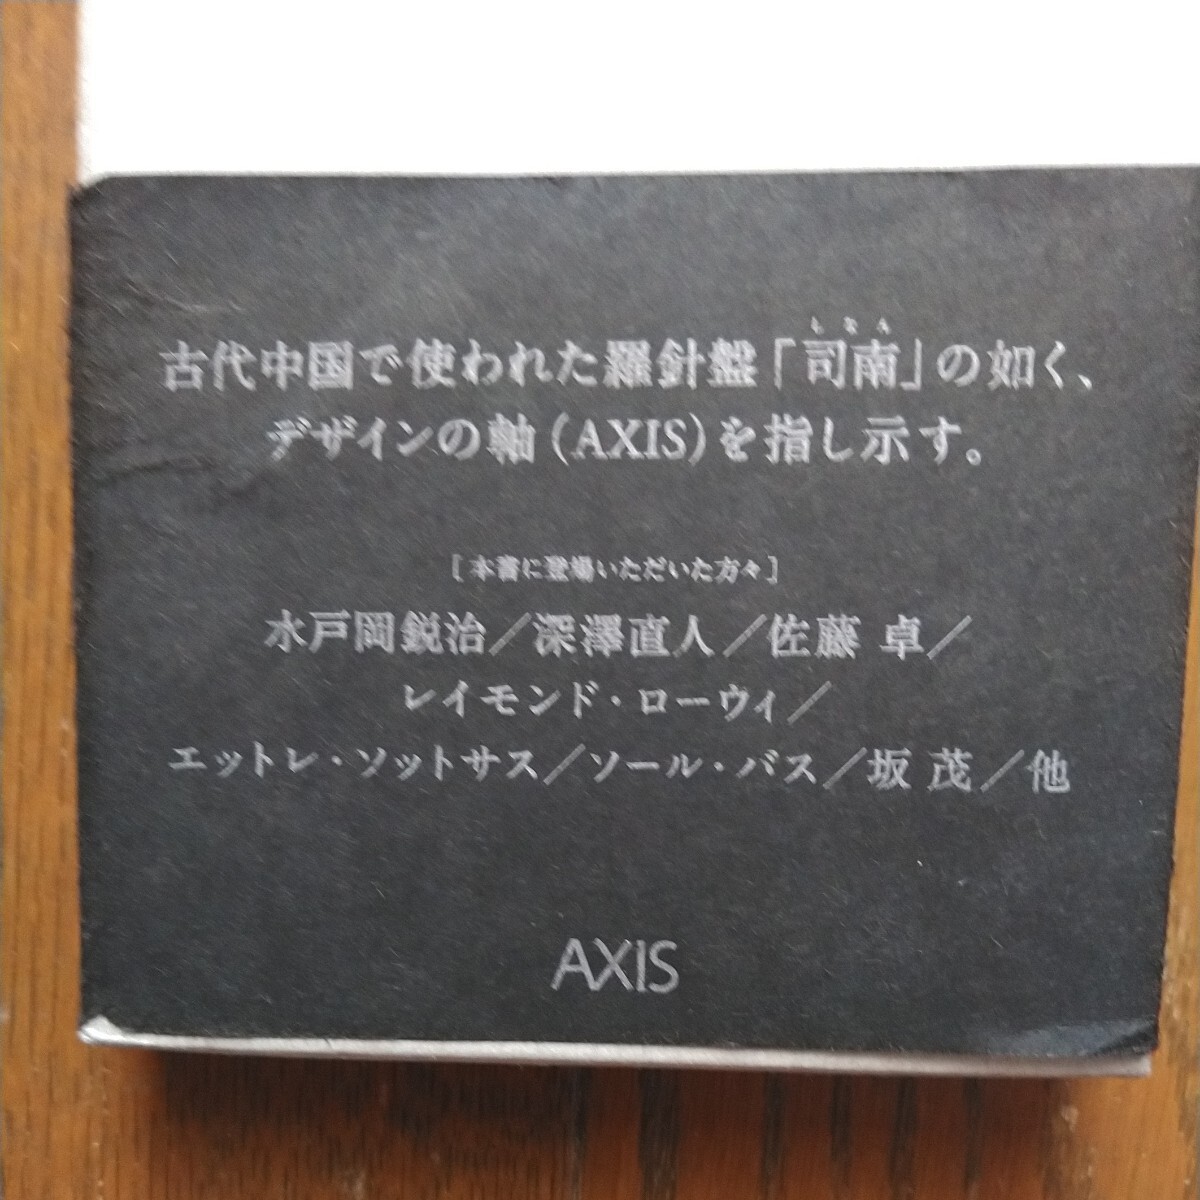 しなん
古代中国で使われた羅針盤「司南」の如く、
デザインの軸(AXIS)を指し示す。
[本書に登場いただいた方々]
水戸岡鋭治/深澤直人/佐藤 卓/
レイモンド・ローウィ/
エットレ・ソットサス/ソール・バス/坂 茂/他
AXIS